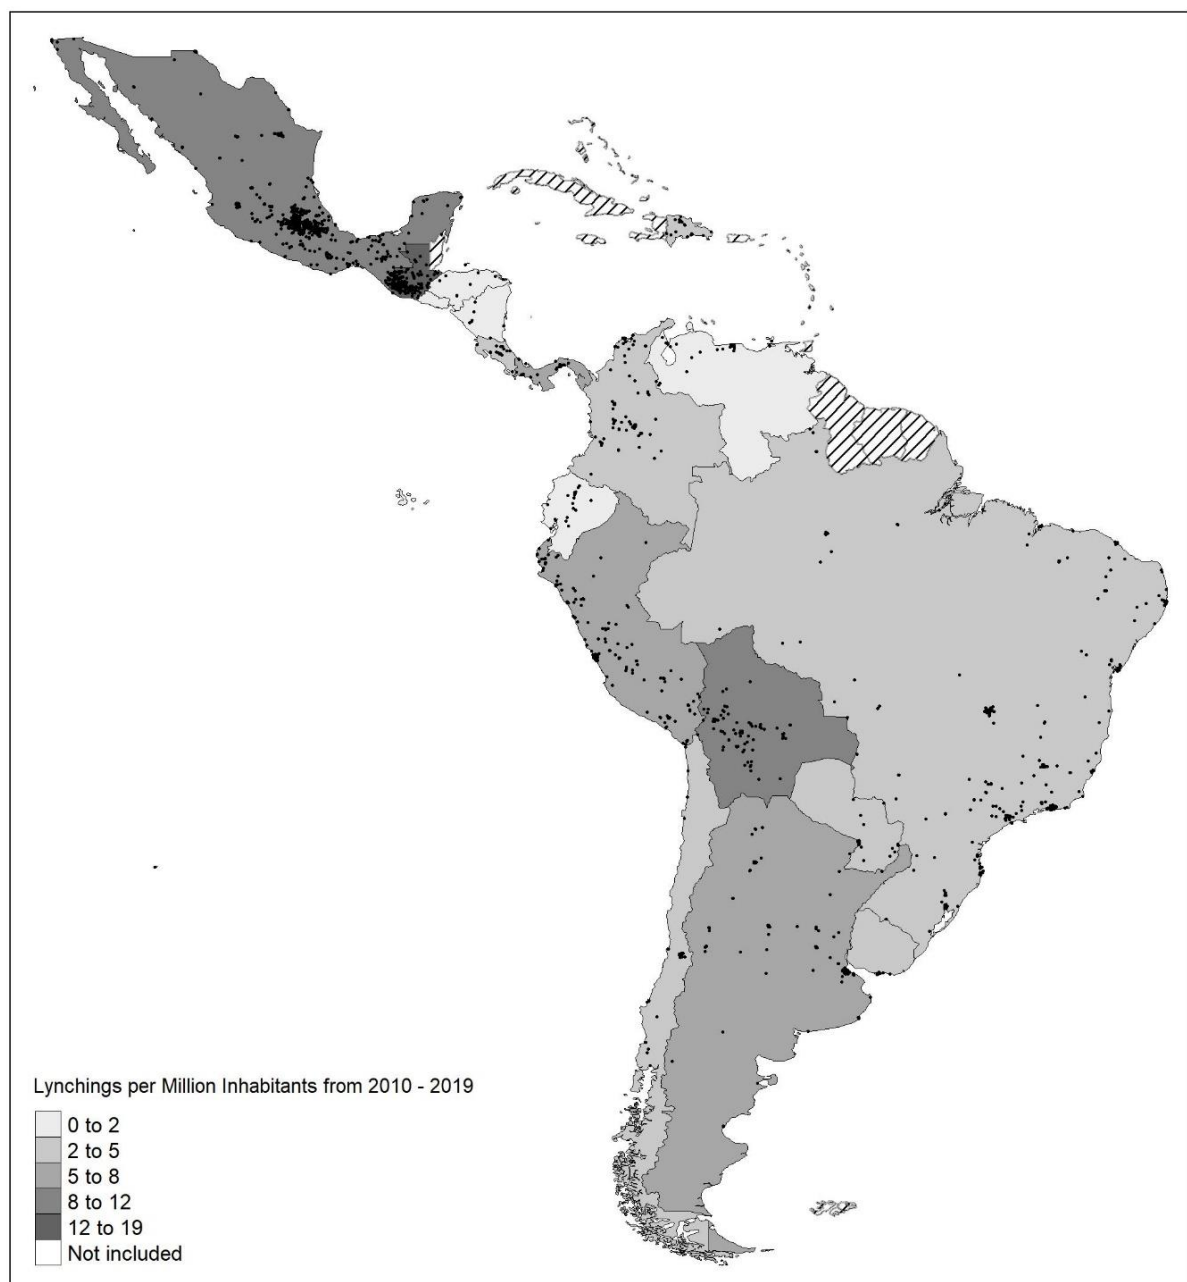 Lynchings per Million Inhabitants from 2010 - 2019
0 to 2
2 to 5
5 to 8
8 to 12
12 to 19
Not included